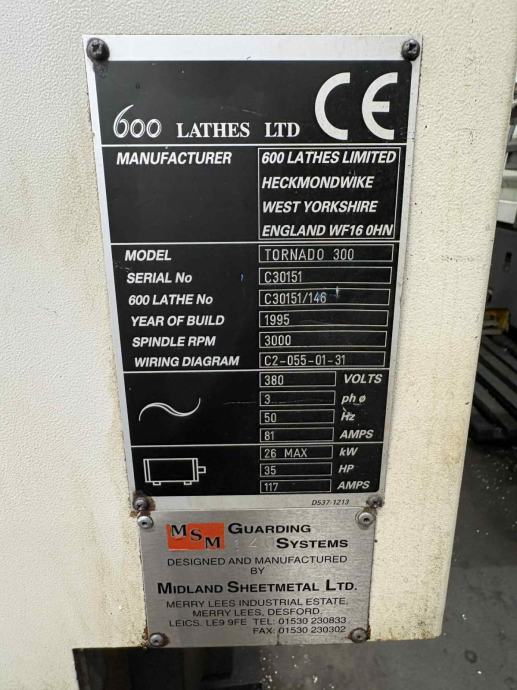 600 LATHES LTD CE
MANUFACTURER 600 LATHES LIMITED
HECKMONDWIKE
WEST YORKSHIRE
ENGLAND WF16 0HN
MODEL TORNADO 300
SERIAL No C30151
600 LATHE No C30151/146
YEAR OF BUILD 1995
SPINDLE RPM 3000
WIRING DIAGRAM C2-055-01-31
380 VOLTS
3 ph ø
50 Hz
81 AMPS
26 MAX kW
35 HP
117 AMPS
D537-1213
MSM GUARDING
SYSTEMS
DESIGNED AND MANUFACTURED
BY
MIDLAND SHEETMETAL LTD.
MERRY LEES INDUSTRIAL ESTATE,
MERRY LEES, DESFORD.
LEICS. LE9 9FE TEL: 01530 230833
FAX: 01530 230302